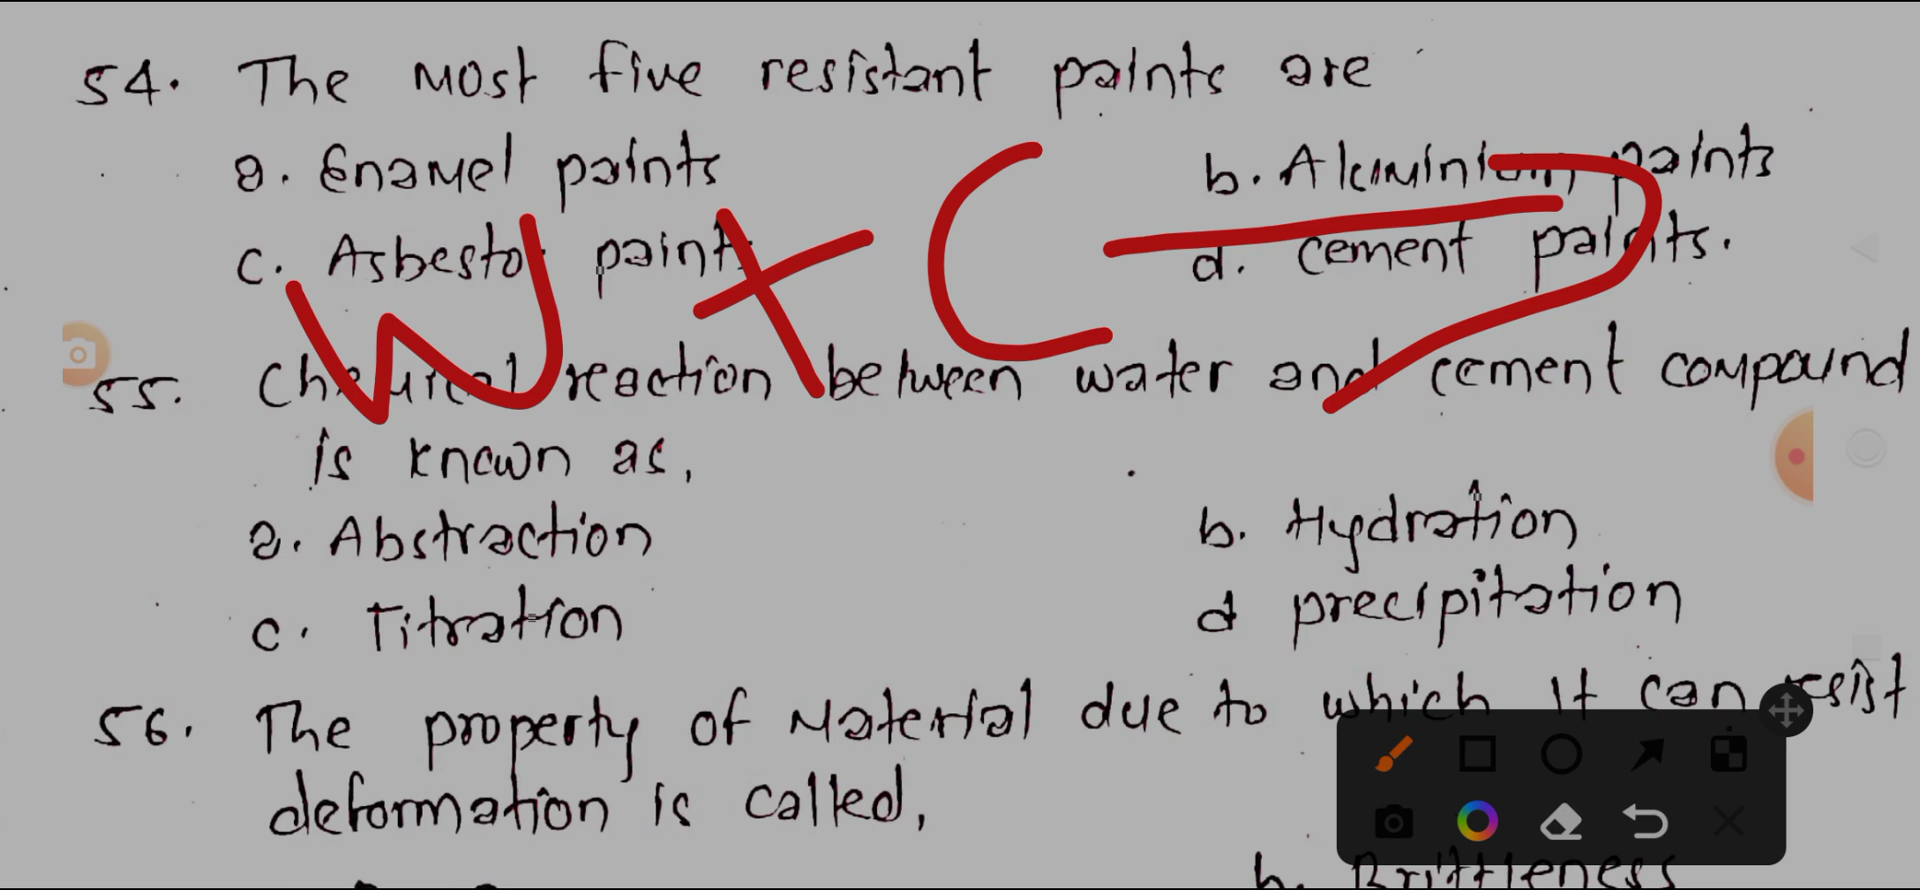 54. The most five resistant paints are
a. Enamel paints b. Aluminium paints
c. Asbestos paints d. cement paints.
W + C →
55. Chemical reaction between water and cement compound
is known as,
a. Abstraction b. Hydration
c. Titration d precipitation
56. The property of Material due to which it can resist
deformation is called,
b. Brittleness